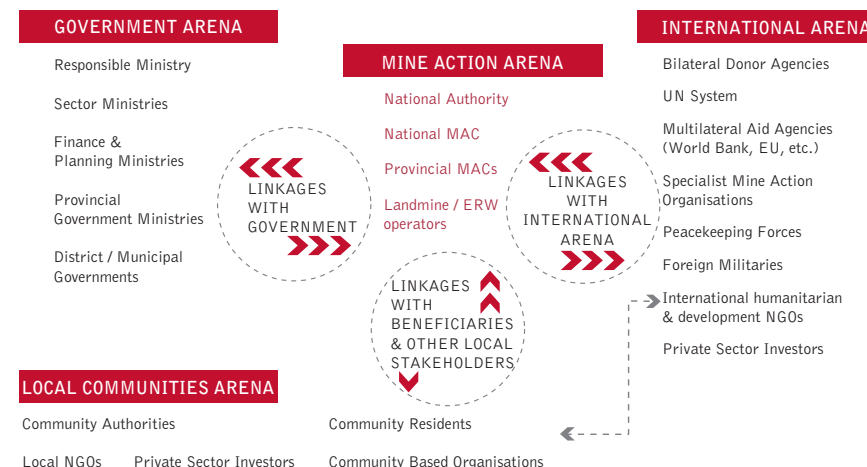 GOVERNMENT ARENA
Responsible Ministry
Sector Ministries
Finance &
Planning Ministries
Provincial
Government Ministries
District / Municipal
Governments
LINKAGES
WITH
GOVERNMENT
MINE ACTION ARENA
National Authority
National MAC
Provincial MACs
Landmine / ERW
operators
LINKAGES
WITH
INTERNATIONAL
ARENA
INTERNATIONAL ARENA
Bilateral Donor Agencies
UN System
Multilateral Aid Agencies
(World Bank, EU, etc.)
Specialist Mine Action
Organisations
Peacekeeping Forces
Foreign Militaries
International humanitarian
& development NGOs
Private Sector Investors
LINKAGES
WITH
BENEFICIARIES
& OTHER LOCAL
STAKEHOLDERS
LOCAL COMMUNITIES ARENA
Community Authorities
Community Residents
Local NGOs
Private Sector Investors
Community Based Organisations